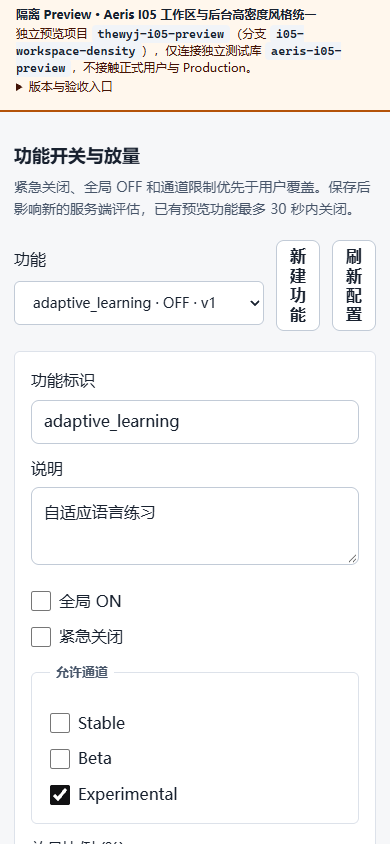 隔离 Preview · Aeris I05 工作区与后台高密度风格统一
独立预览项目 thewyj-i05-preview （分支 i05-
workspace-density ），仅连接独立测试库 aeris-i05-
preview ，不接触正式用户与 Production。
▶ 版本与验收入口
功能开关与放量
紧急关闭、全局 OFF 和通道限制优先于用户覆盖。保存后
影响新的服务端评估，已有预览功能最多 30 秒内关闭。
功能
adaptive_learning · OFF · v1
新建功能
刷新配置
功能标识
adaptive_learning
说明
自适应语言练习
全局 ON
紧急关闭
允许通道
Stable
Beta
Experimental